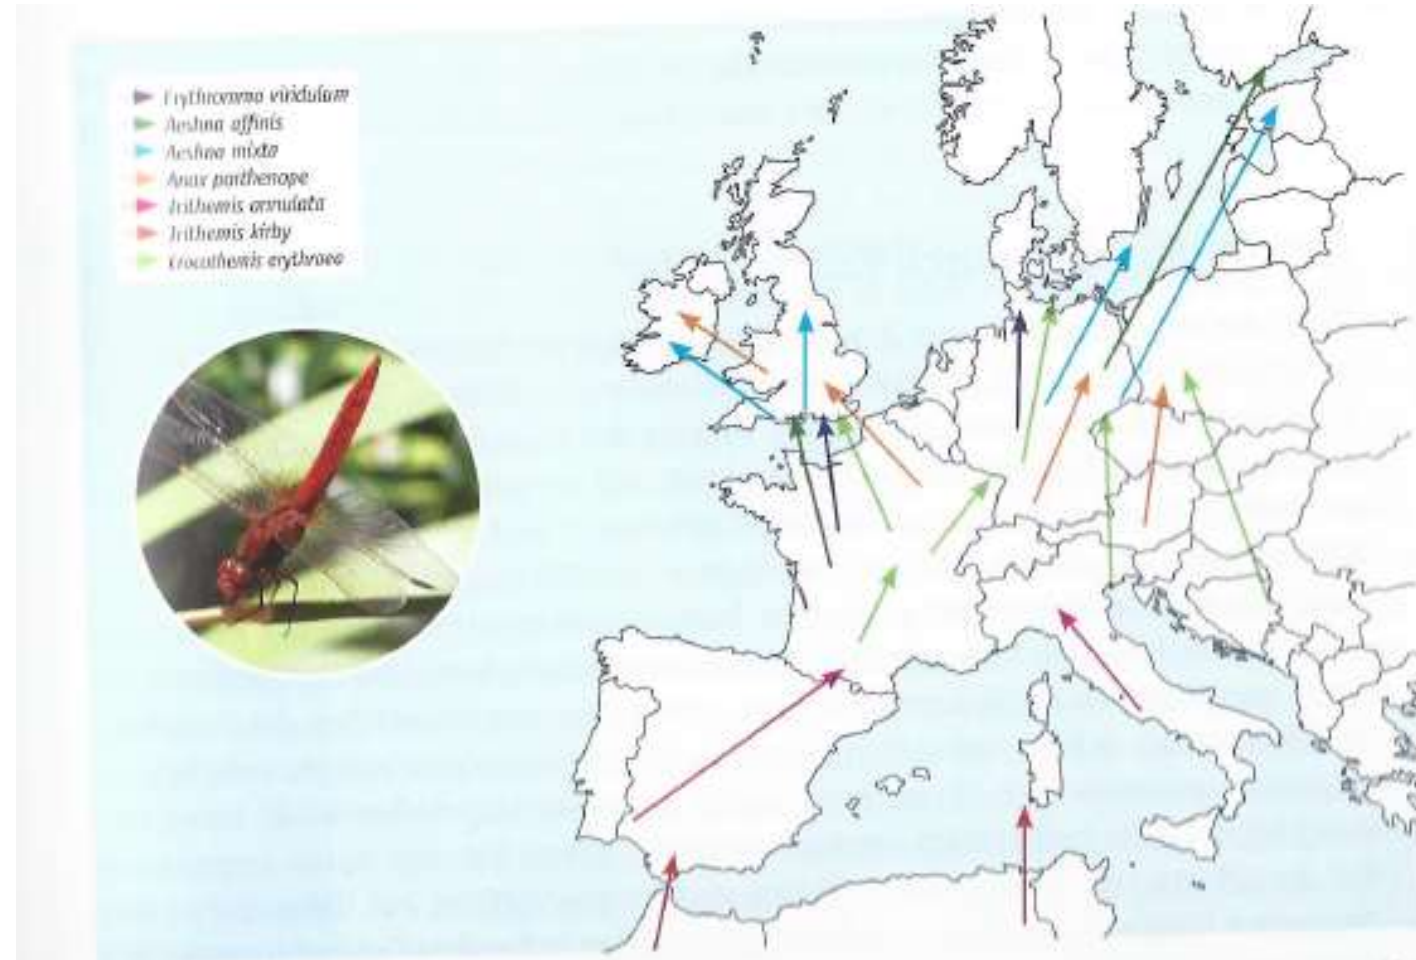 Erythromma viridulum
Aeshna affinis
Aeshna mixta
Anax parthenope
Trithemis annulata
Trithemis kirby
Crocothemis erythraea